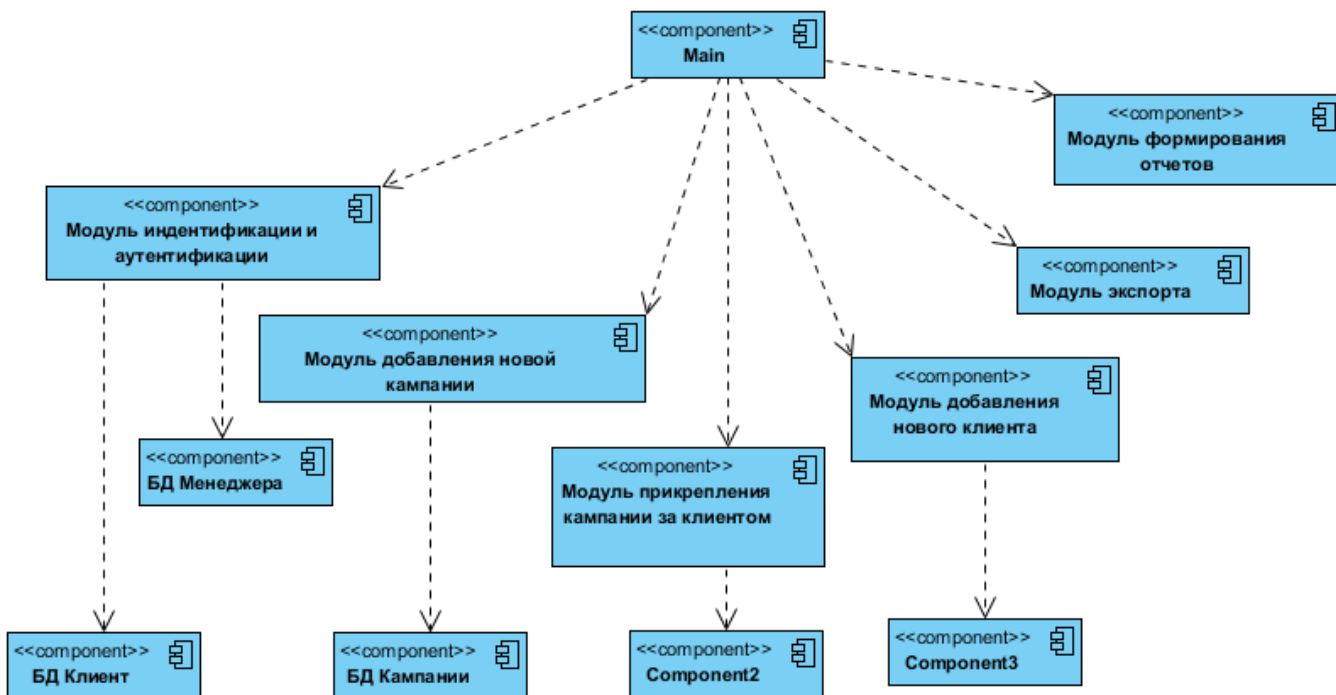 <<component>>
Main
<<component>>
Модуль формирования
отчетов
<<component>>
Модуль индентификации и
аутентификации
<<component>>
Модуль экспорта
<<component>>
Модуль добавления новой
кампании
<<component>>
Модуль добавления
нового клиента
<<component>>
БД Менеджера
<<component>>
Модуль прикрепления
кампании за клиентом
<<component>>
БД Клиент
<<component>>
БД Кампании
<<component>>
Component2
<<component>>
Component3